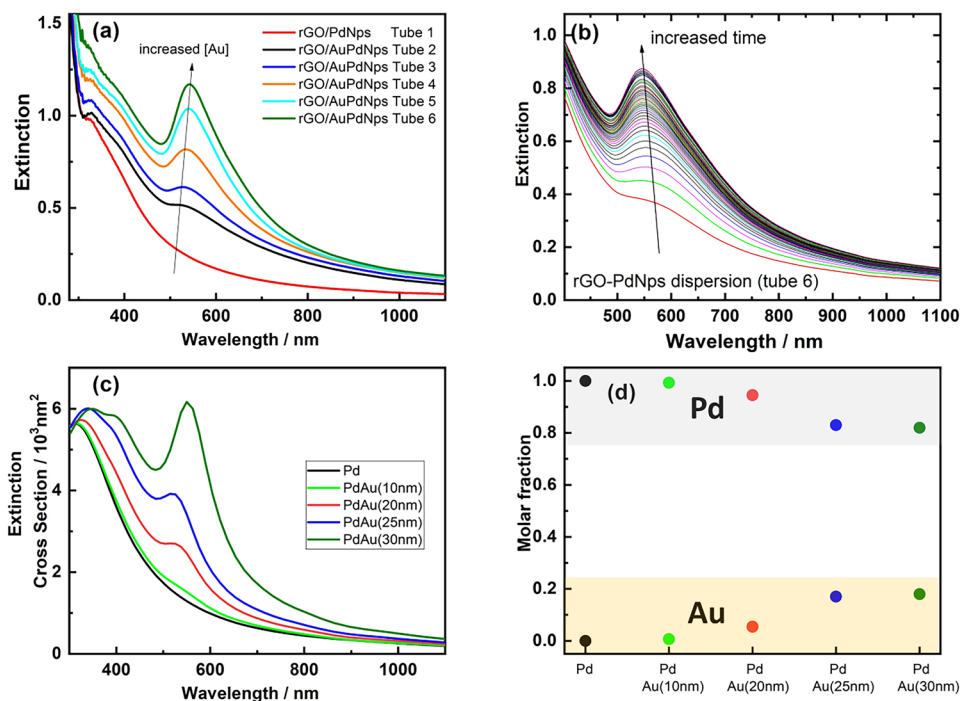 (a)
increased [Au]
rGO/PdNps Tube 1
rGO/AuPdNps Tube 2
rGO/AuPdNps Tube 3
rGO/AuPdNps Tube 4
rGO/AuPdNps Tube 5
rGO/AuPdNps Tube 6
Extinction
1.5
1.0
0.5
0.0
400 600 800 1000
Wavelength / nm
(b)
increased time
rGO-PdNps dispersion (tube 6)
Extinction
1.0
0.8
0.6
0.4
0.2
0.0
500 600 700 800 900 1000 1100
Wavelength / nm
(c)
Pd
PdAu(10nm)
PdAu(20nm)
PdAu(25nm)
PdAu(30nm)
Extinction
Cross Section / 10³nm²
6
4
2
0
400 600 800 1000
Wavelength / nm
(d)
Pd
Au
Molar fraction
1.0
0.8
0.6
0.4
0.2
0.0
Pd Pd Pd Pd Pd
Au(10nm) Au(20nm) Au(25nm) Au(30nm)